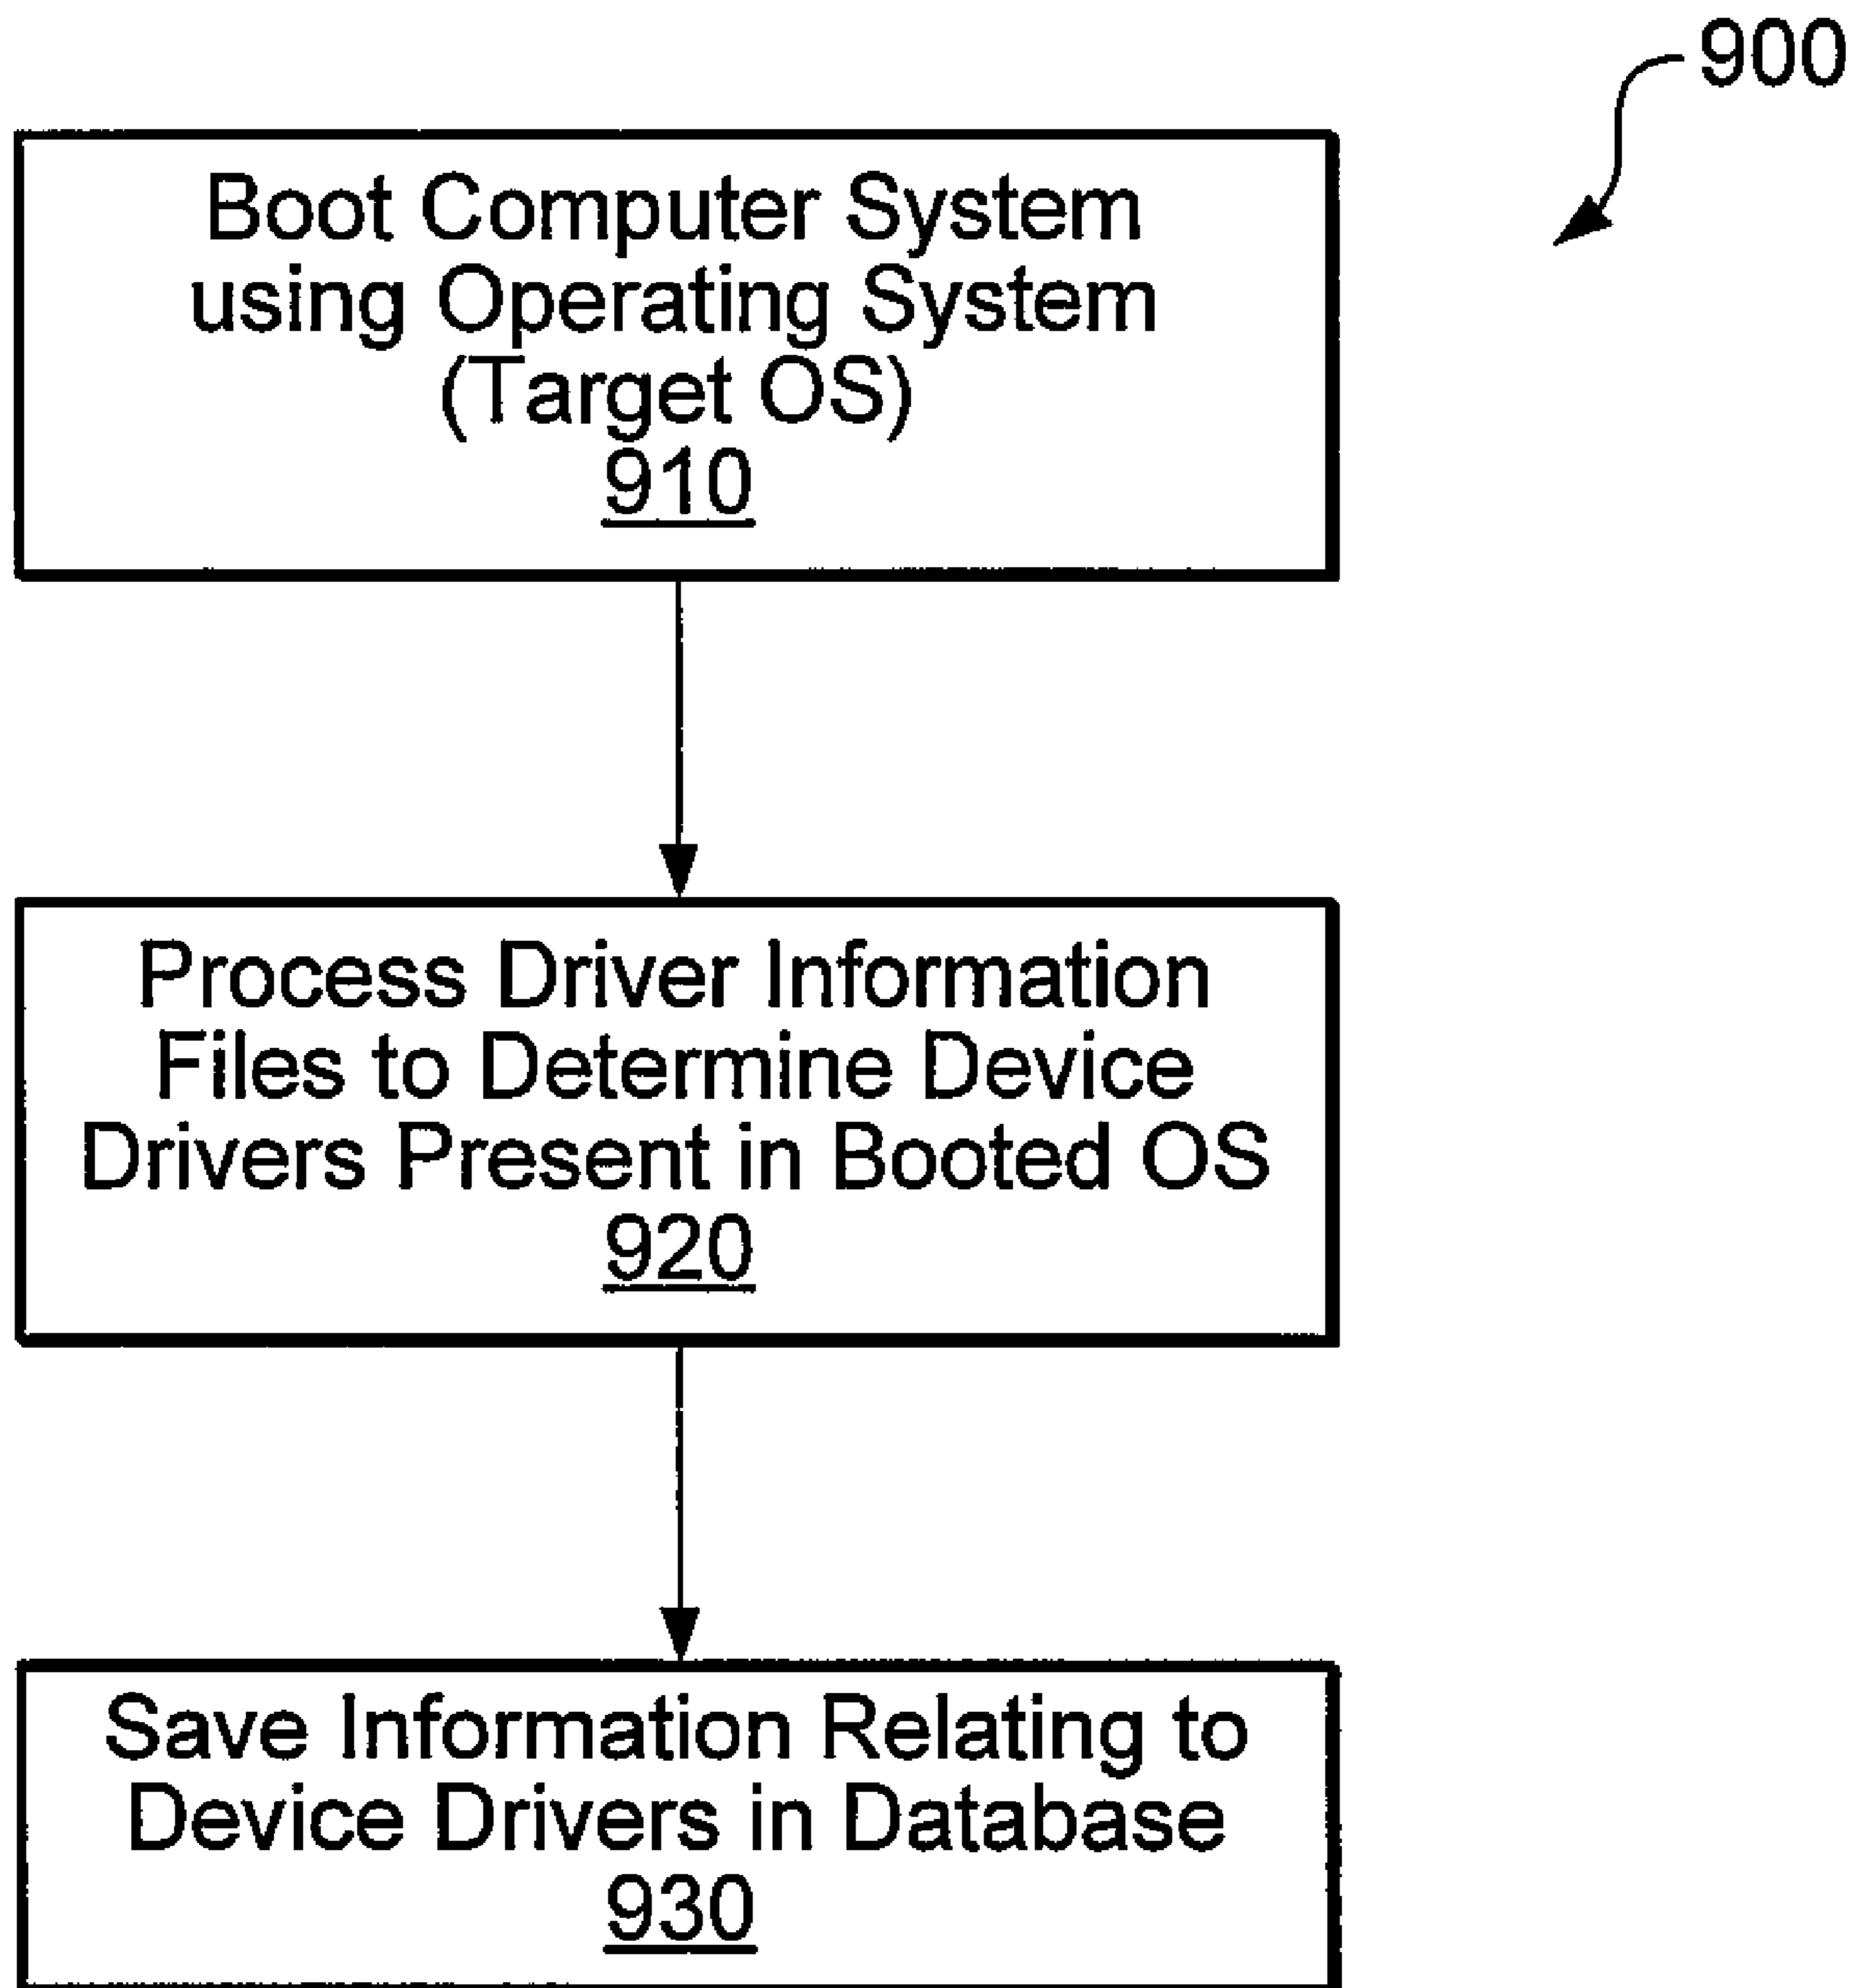 900
Boot Computer System
using Operating System
(Target OS)
910
Process Driver Information
Files to Determine Device
Drivers Present in Booted OS
920
Save Information Relating to
Device Drivers in Database
930